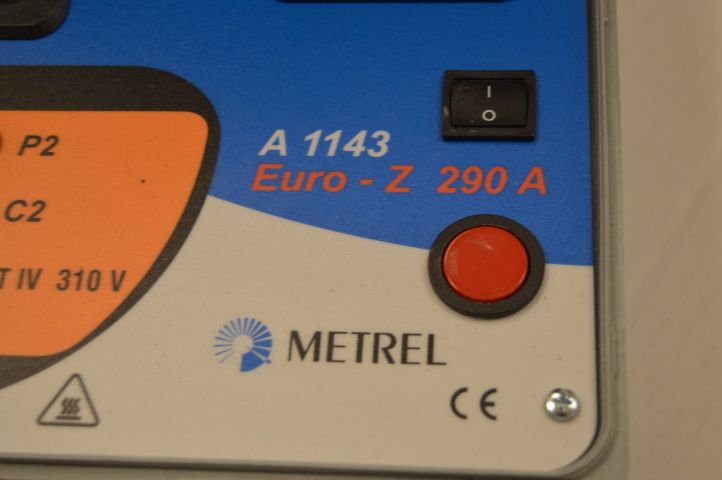 P2
A 1143
Euro - Z 290 A
C2
T IV 310 V
METREL
CE